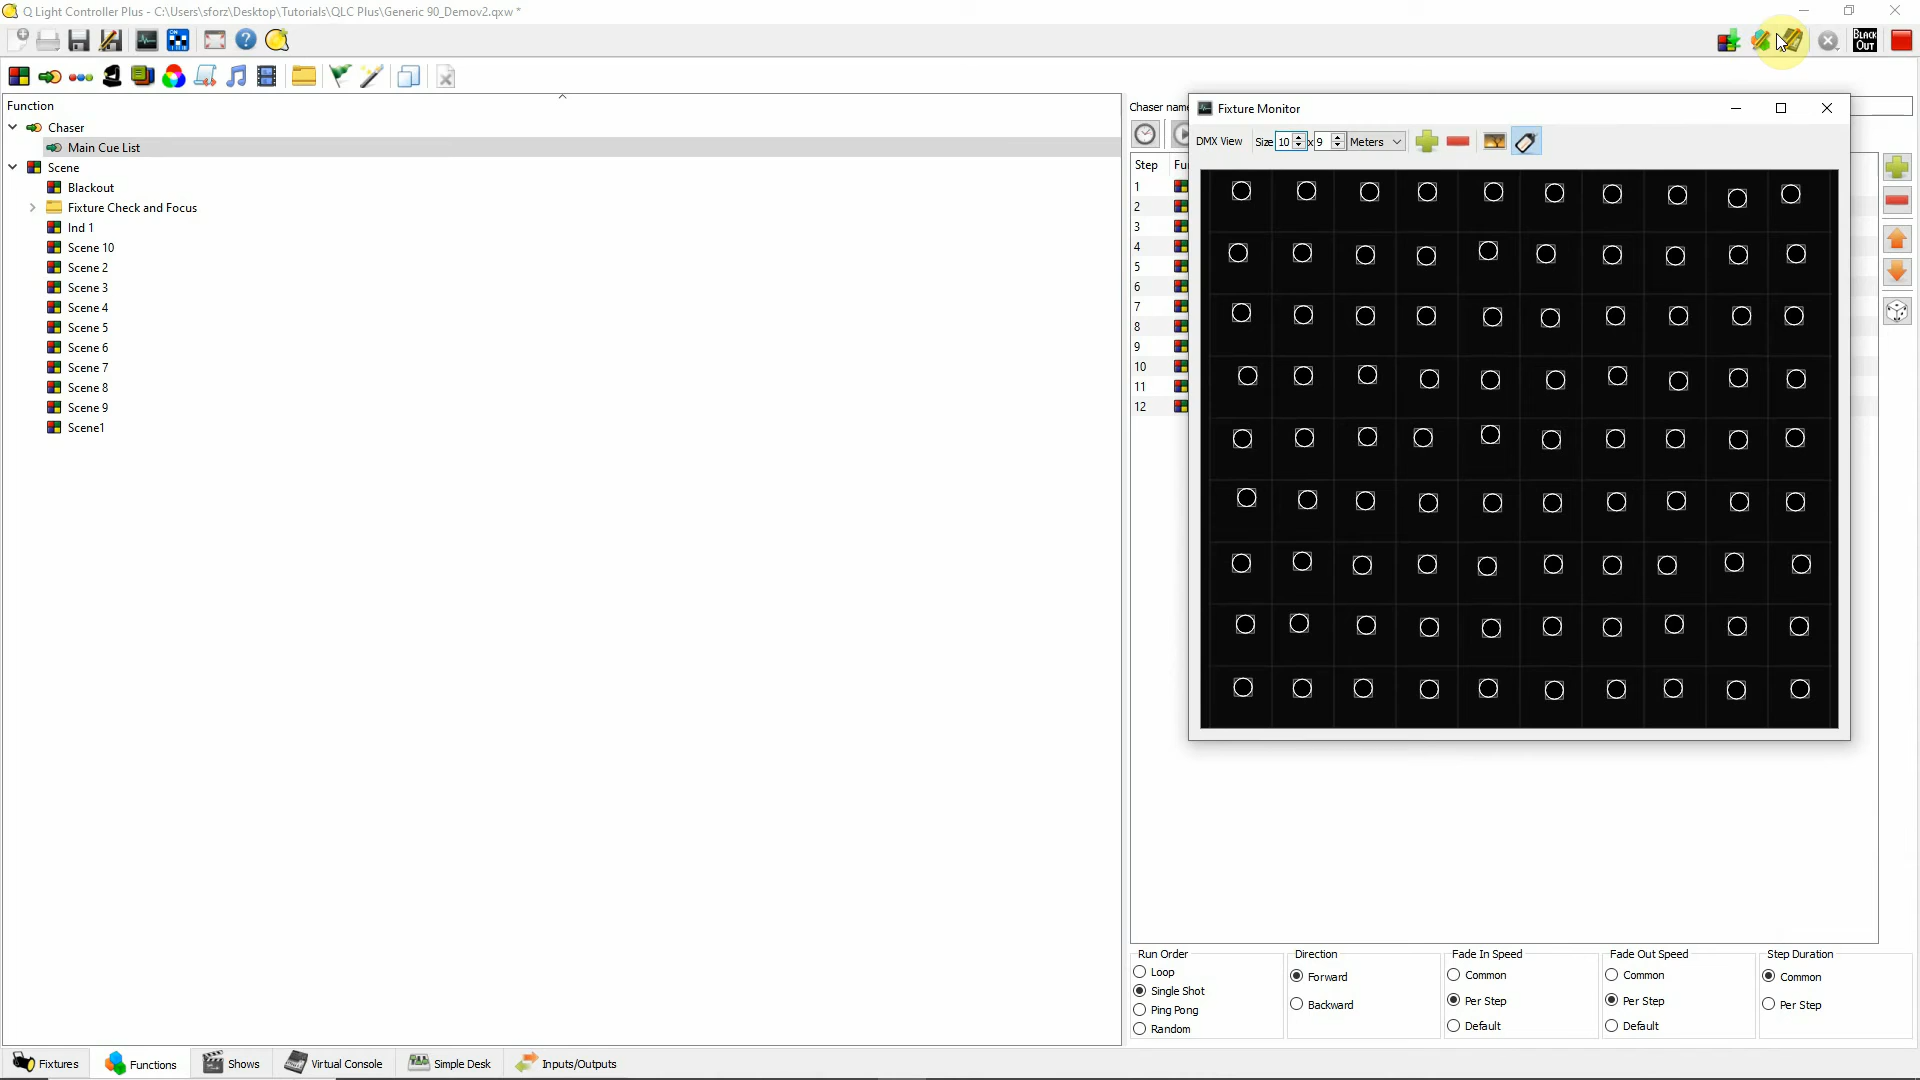 Q Light Controller Plus - C:\Users\sforz\Desktop\Tutorials\QLC Plus\Generic 90_Demov2.qxw *
BLACK
OUT
Function
Chaser
Main Cue List
Scene
Blackout
Fixture Check and Focus
Ind 1
Scene 10
Scene 2
Scene 3
Scene 4
Scene 5
Scene 6
Scene 7
Scene 8
Scene 9
Scene1
Chaser name
Step Fu
1
2
3
4
5
6
7
8
9
10
11
12
Fixture Monitor
DMX View Size 10 x 9 Meters
Run Order
Loop
Single Shot
Ping Pong
Random
Direction
Forward
Backward
Fade In Speed
Common
Per Step
Default
Fade Out Speed
Common
Per Step
Default
Step Duration
Common
Per Step
Fixtures Functions Shows Virtual Console Simple Desk Inputs/Outputs